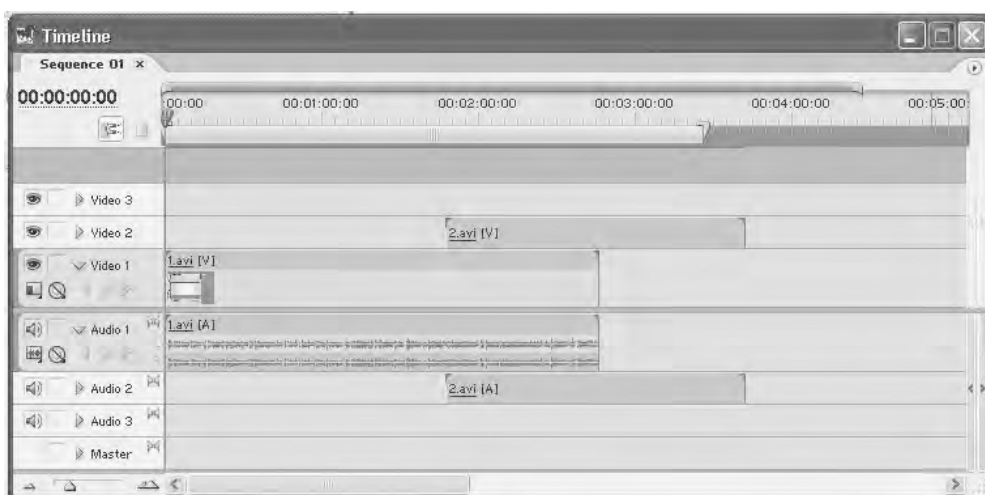 Timeline
Sequence 01 ×
00:00:00:00
:00:00 00:01:00:00 00:02:00:00 00:03:00:00 00:04:00:00 00:05:00:
Video 3
Video 2
2.avi [V]
Video 1
1.avi [V]
Audio 1
1.avi [A]
Audio 2
2.avi [A]
Audio 3
Master